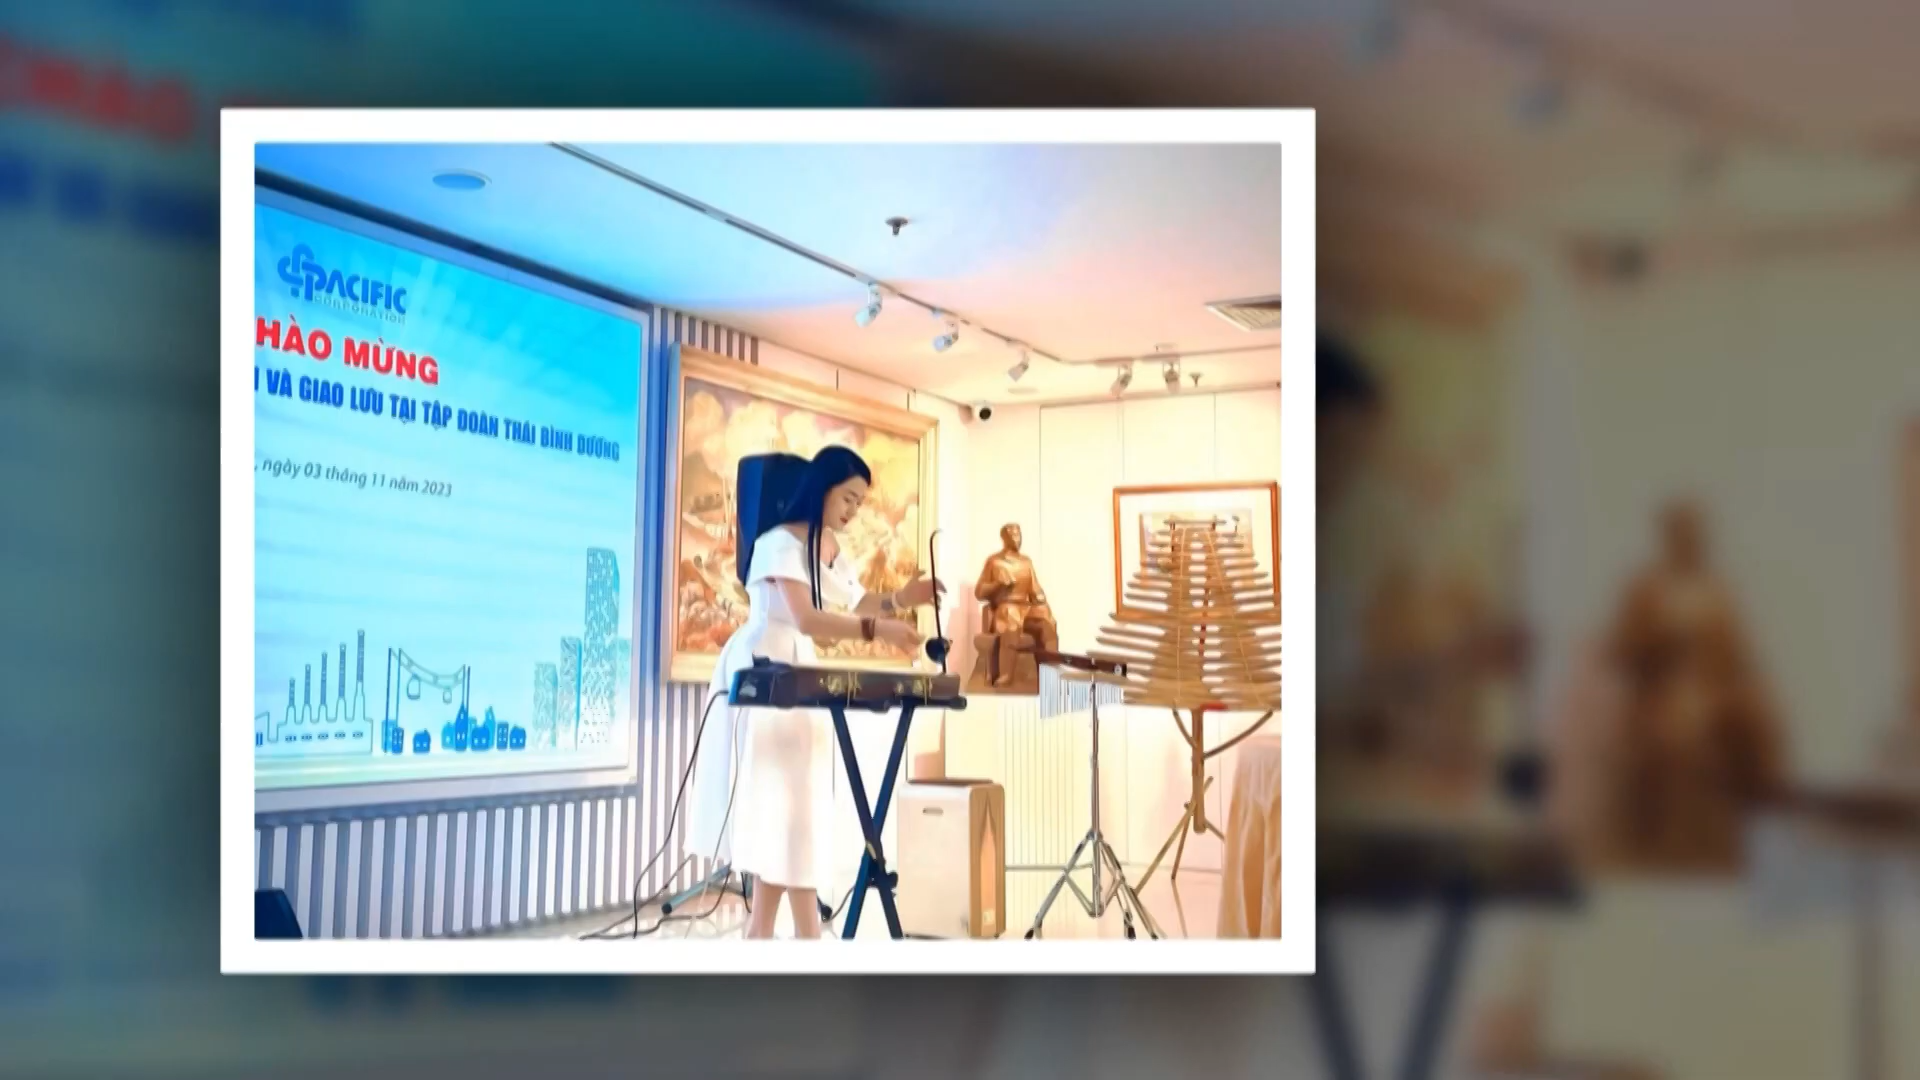 PACIFIC
CORPORATION
HÀO MỪNG
VÀ GIAO LƯU TẠI TẬP ĐOÀN THÁI BÌNH DƯƠNG
, ngày 03 tháng 11 năm 2023